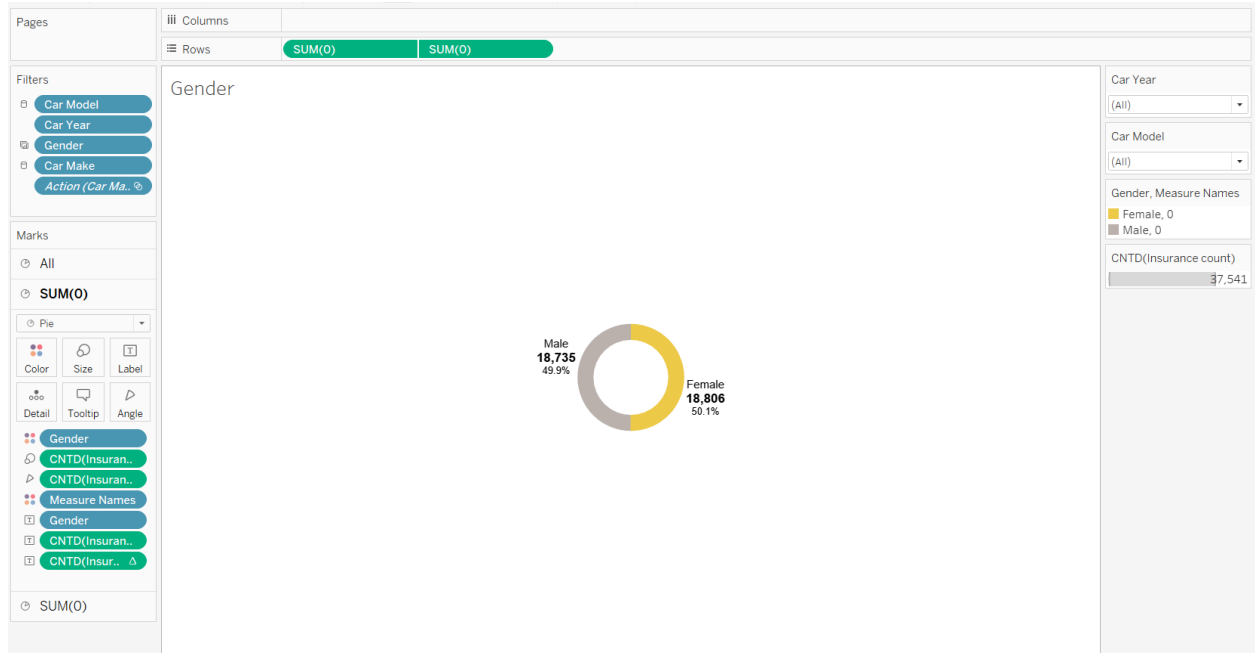 Pages
iii Columns
Rows
SUM(0) SUM(0)
Filters
Car Model
Car Year
Gender
Car Make
Action (Car Ma..
Marks
All
SUM(0)
Pie
Color Size Label
Detail Tooltip Angle
Gender
CNTD(Insuran..
CNTD(Insuran..
Measure Names
Gender
CNTD(Insuran..
CNTD(Insur.. Δ
SUM(0)
Gender
Male
18,735
49.9%
Female
18,806
50.1%
Car Year
(All)
Car Model
(All)
Gender, Measure Names
Female, 0
Male, 0
CNTD(Insurance count)
37,541